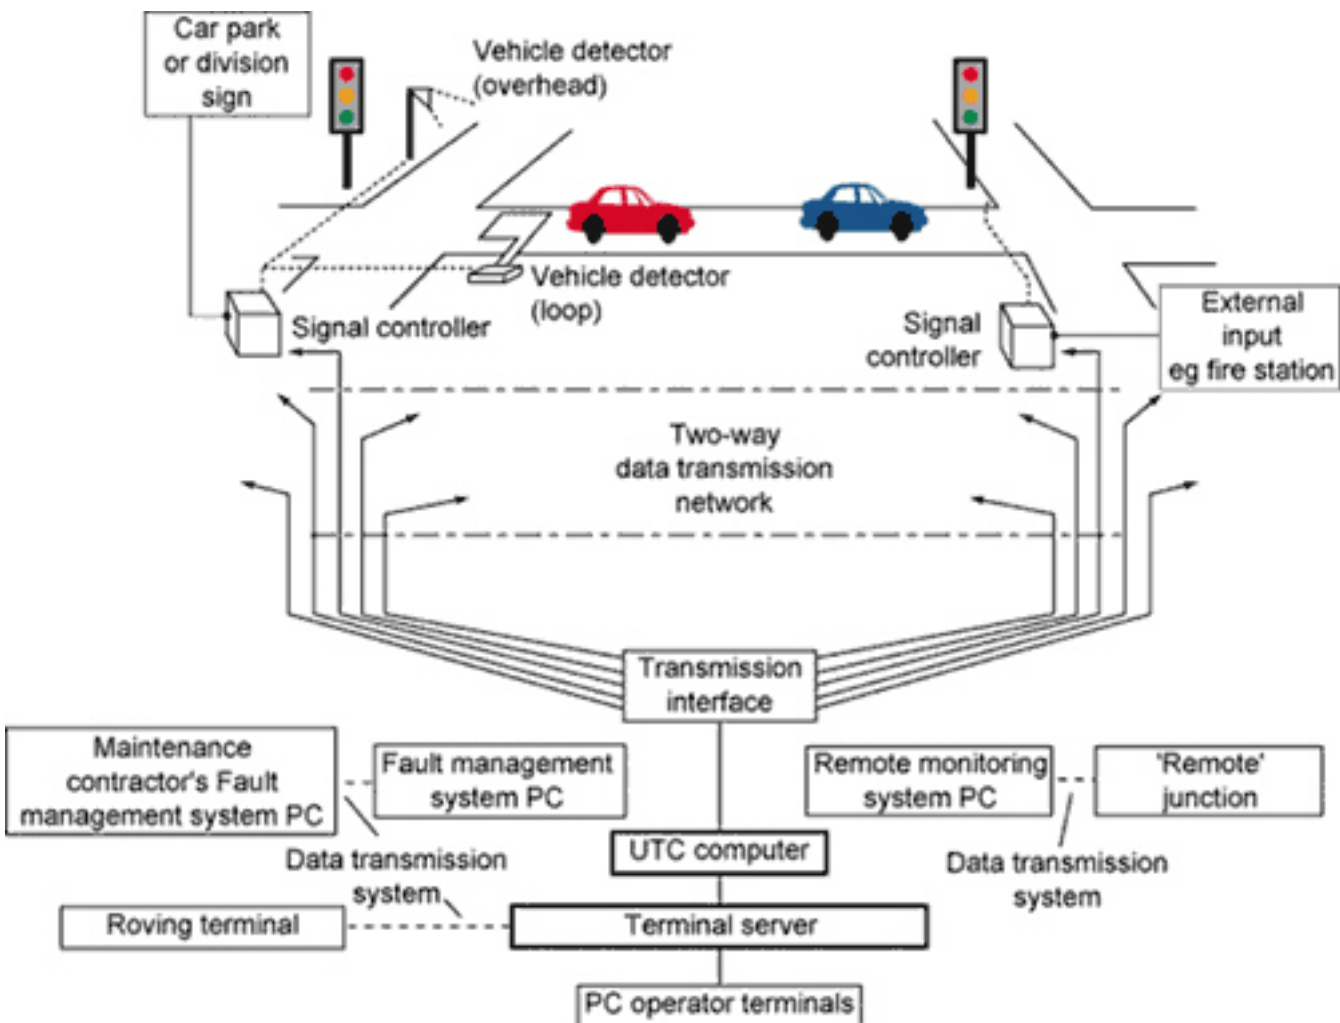 Car park
or division
sign
Vehicle detector
(overhead)
Vehicle detector
(loop)
Signal controller
Signal
controller
External
input
eg fire station
Two-way
data transmission
network
Transmission
interface
Maintenance
contractor's Fault
management system PC
Fault management
system PC
Remote monitoring
system PC
'Remote'
junction
UTC computer
Data transmission
system
Data transmission
system
Roving terminal
Terminal server
PC operator terminals